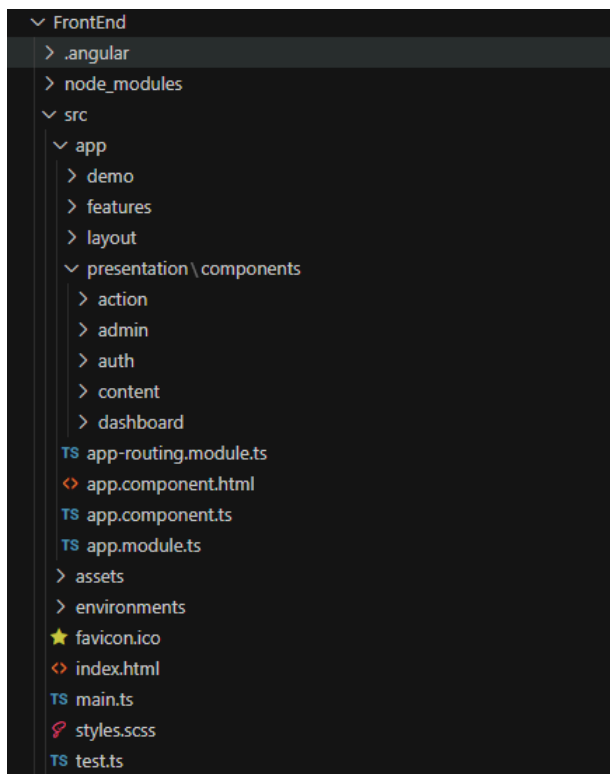 FrontEnd
.angular
node_modules
src
app
demo
features
layout
presentation\components
action
admin
auth
content
dashboard
TS app-routing.module.ts
<> app.component.html
TS app.component.ts
TS app.module.ts
assets
environments
favicon.ico
<> index.html
TS main.ts
styles.scss
TS test.ts